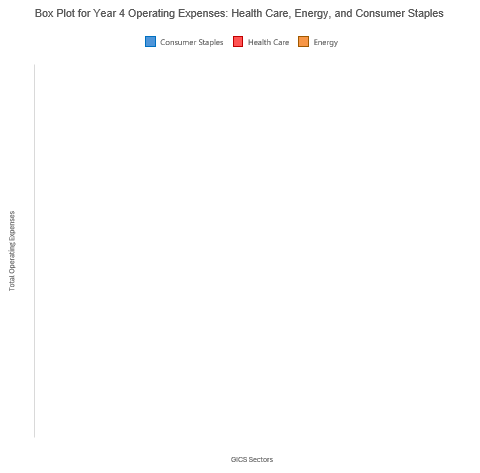 Box Plot for Year 4 Operating Expenses: Health Care, Energy, and Consumer Staples
Consumer Staples Health Care Energy
Total Operating Expenses
GICS Sectors